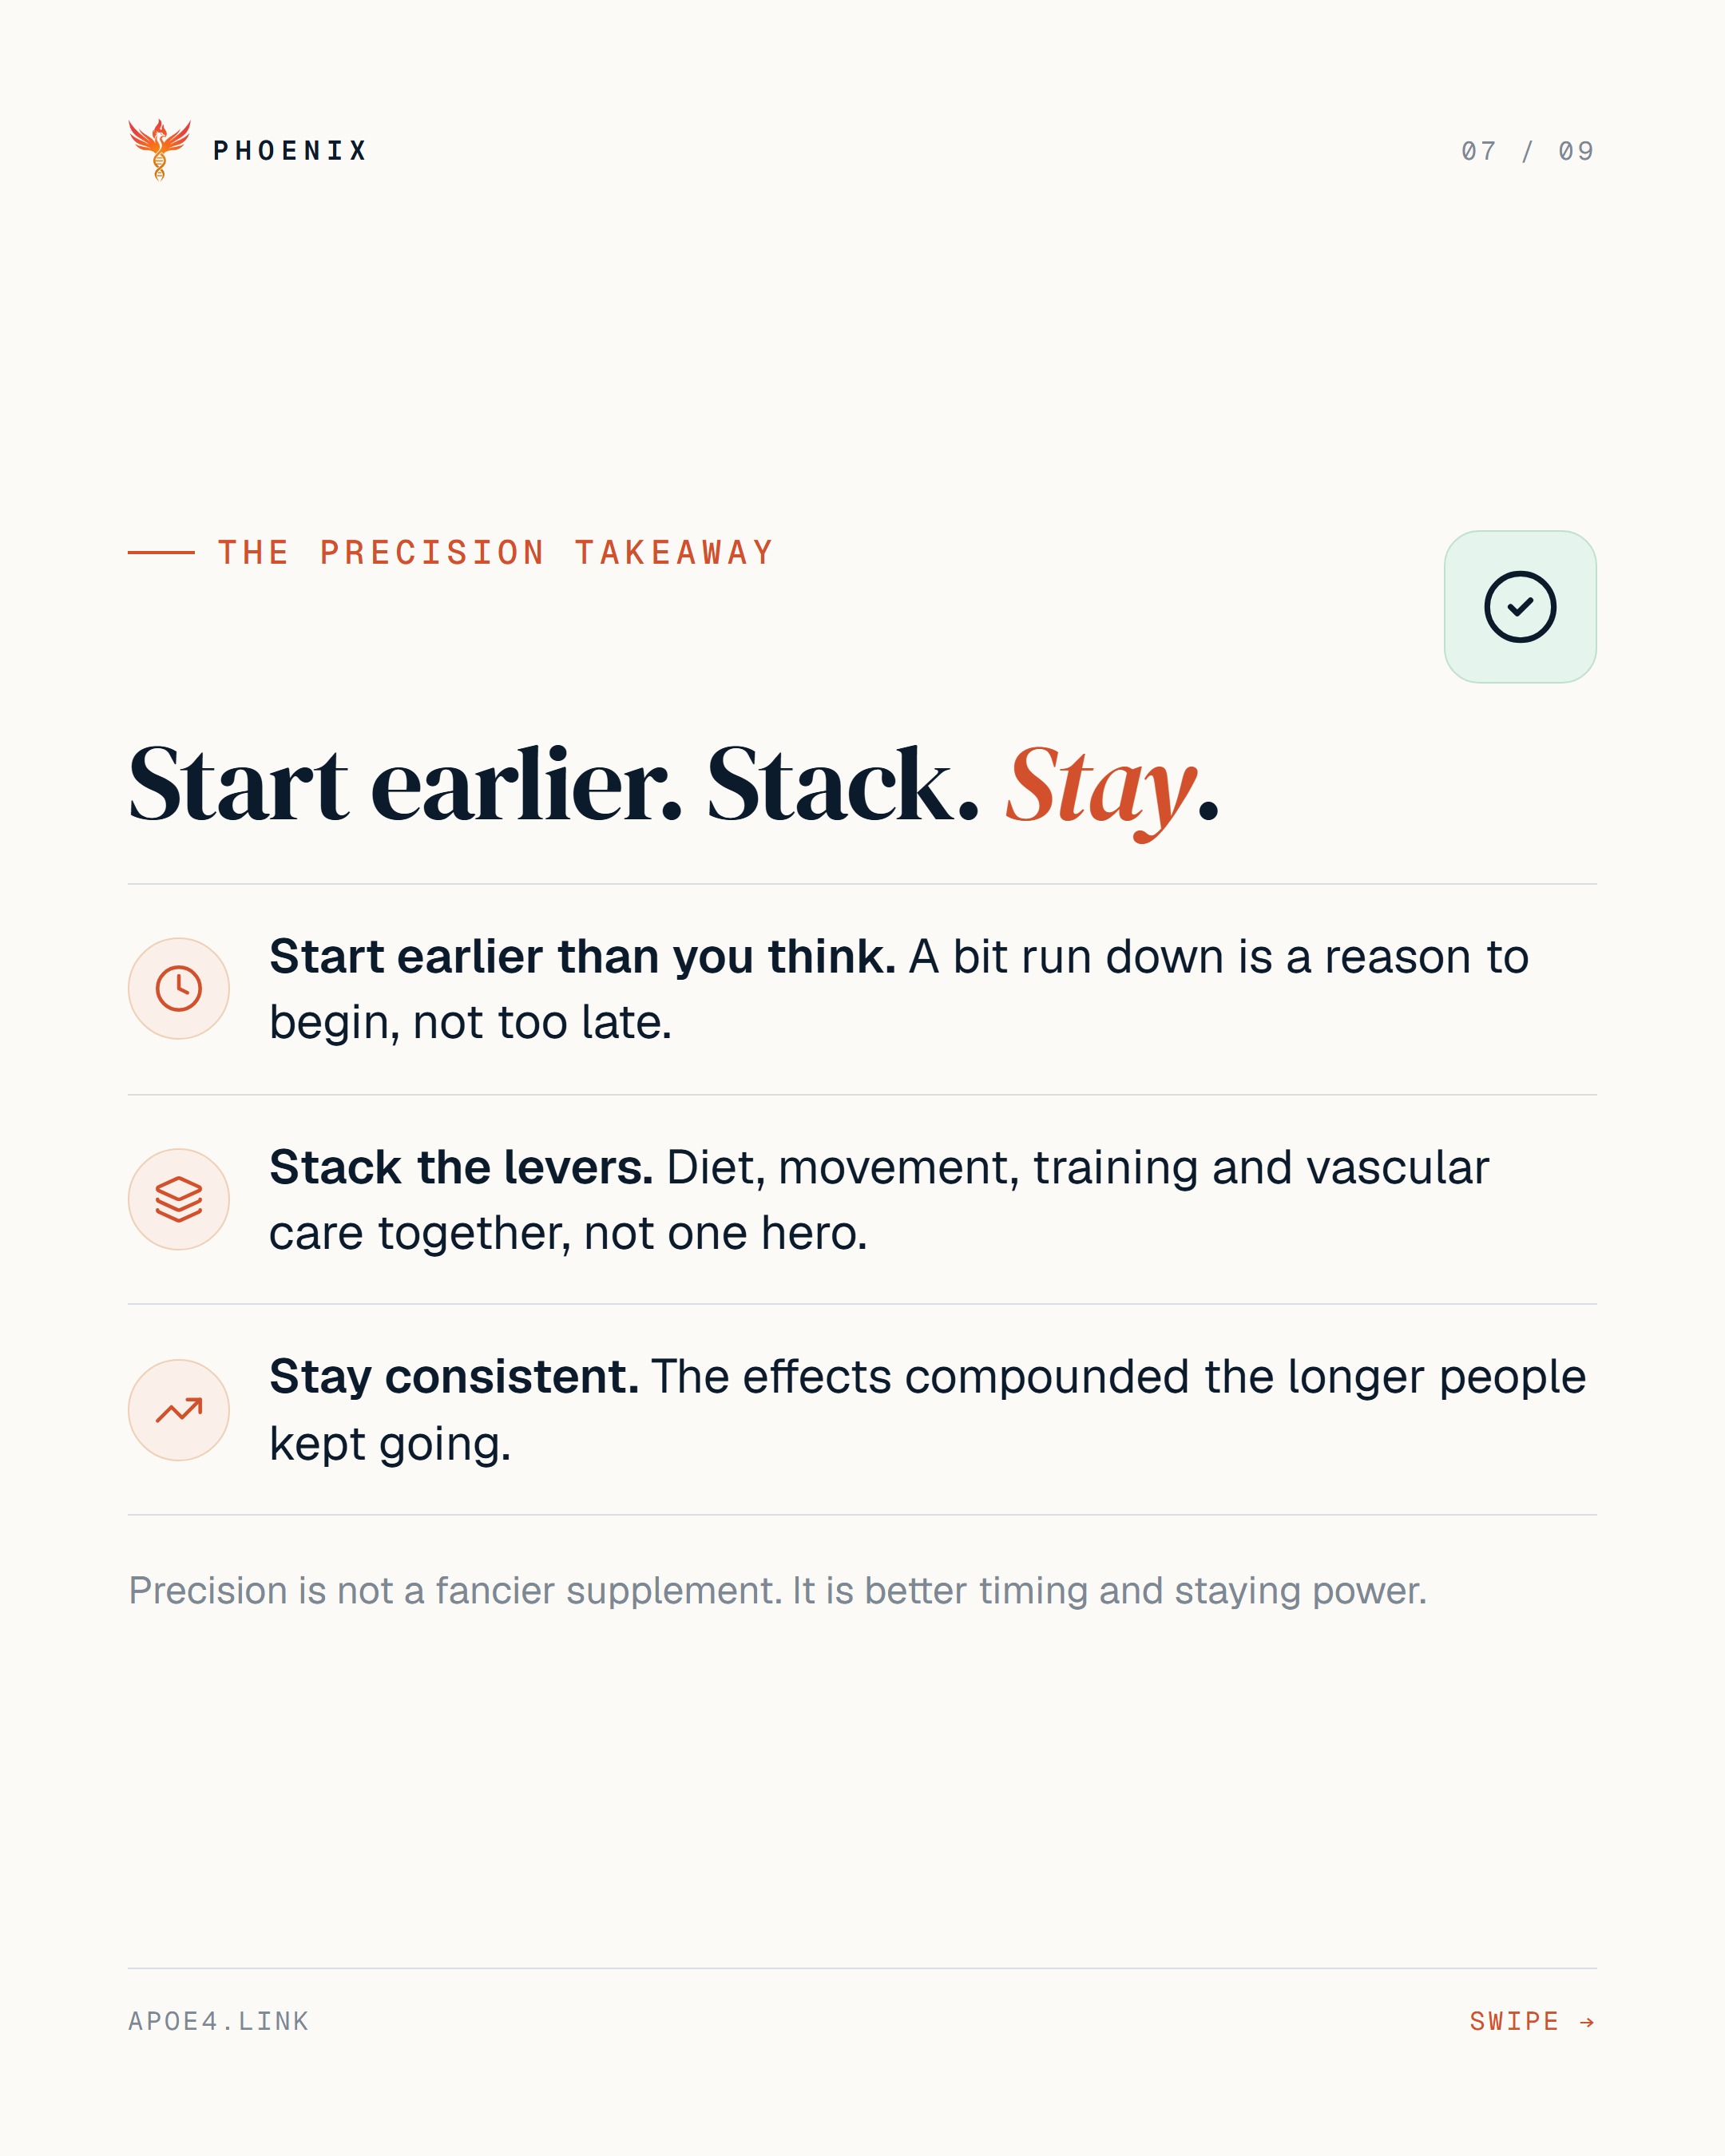 PHOENIX
07 / 09
THE PRECISION TAKEAWAY
Start earlier. Stack. Stay.
Start earlier than you think. A bit run down is a reason to
begin, not too late.
Stack the levers. Diet, movement, training and vascular
care together, not one hero.
Stay consistent. The effects compounded the longer people
kept going.
Precision is not a fancier supplement. It is better timing and staying power.
APOE4.LINK
SWIPE →